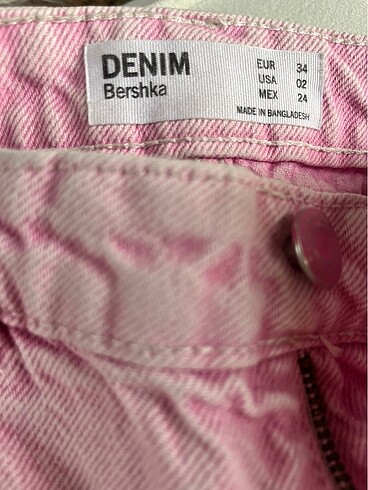 DENIM
Bershka
EUR 34
USA 02
MEX 24
MADE IN BANGLADESH